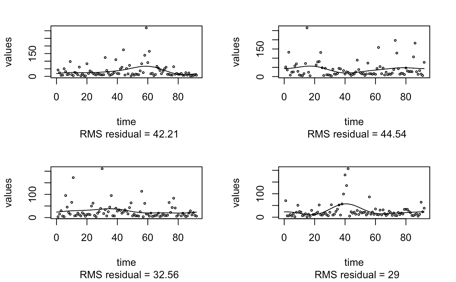 values
150
0
0 20 40 60 80
time
RMS residual = 42.21
values
150
0
0 20 40 60 80
time
RMS residual = 44.54
values
100
0
0 20 40 60 80
time
RMS residual = 32.56
values
100
0
0 20 40 60 80
time
RMS residual = 29